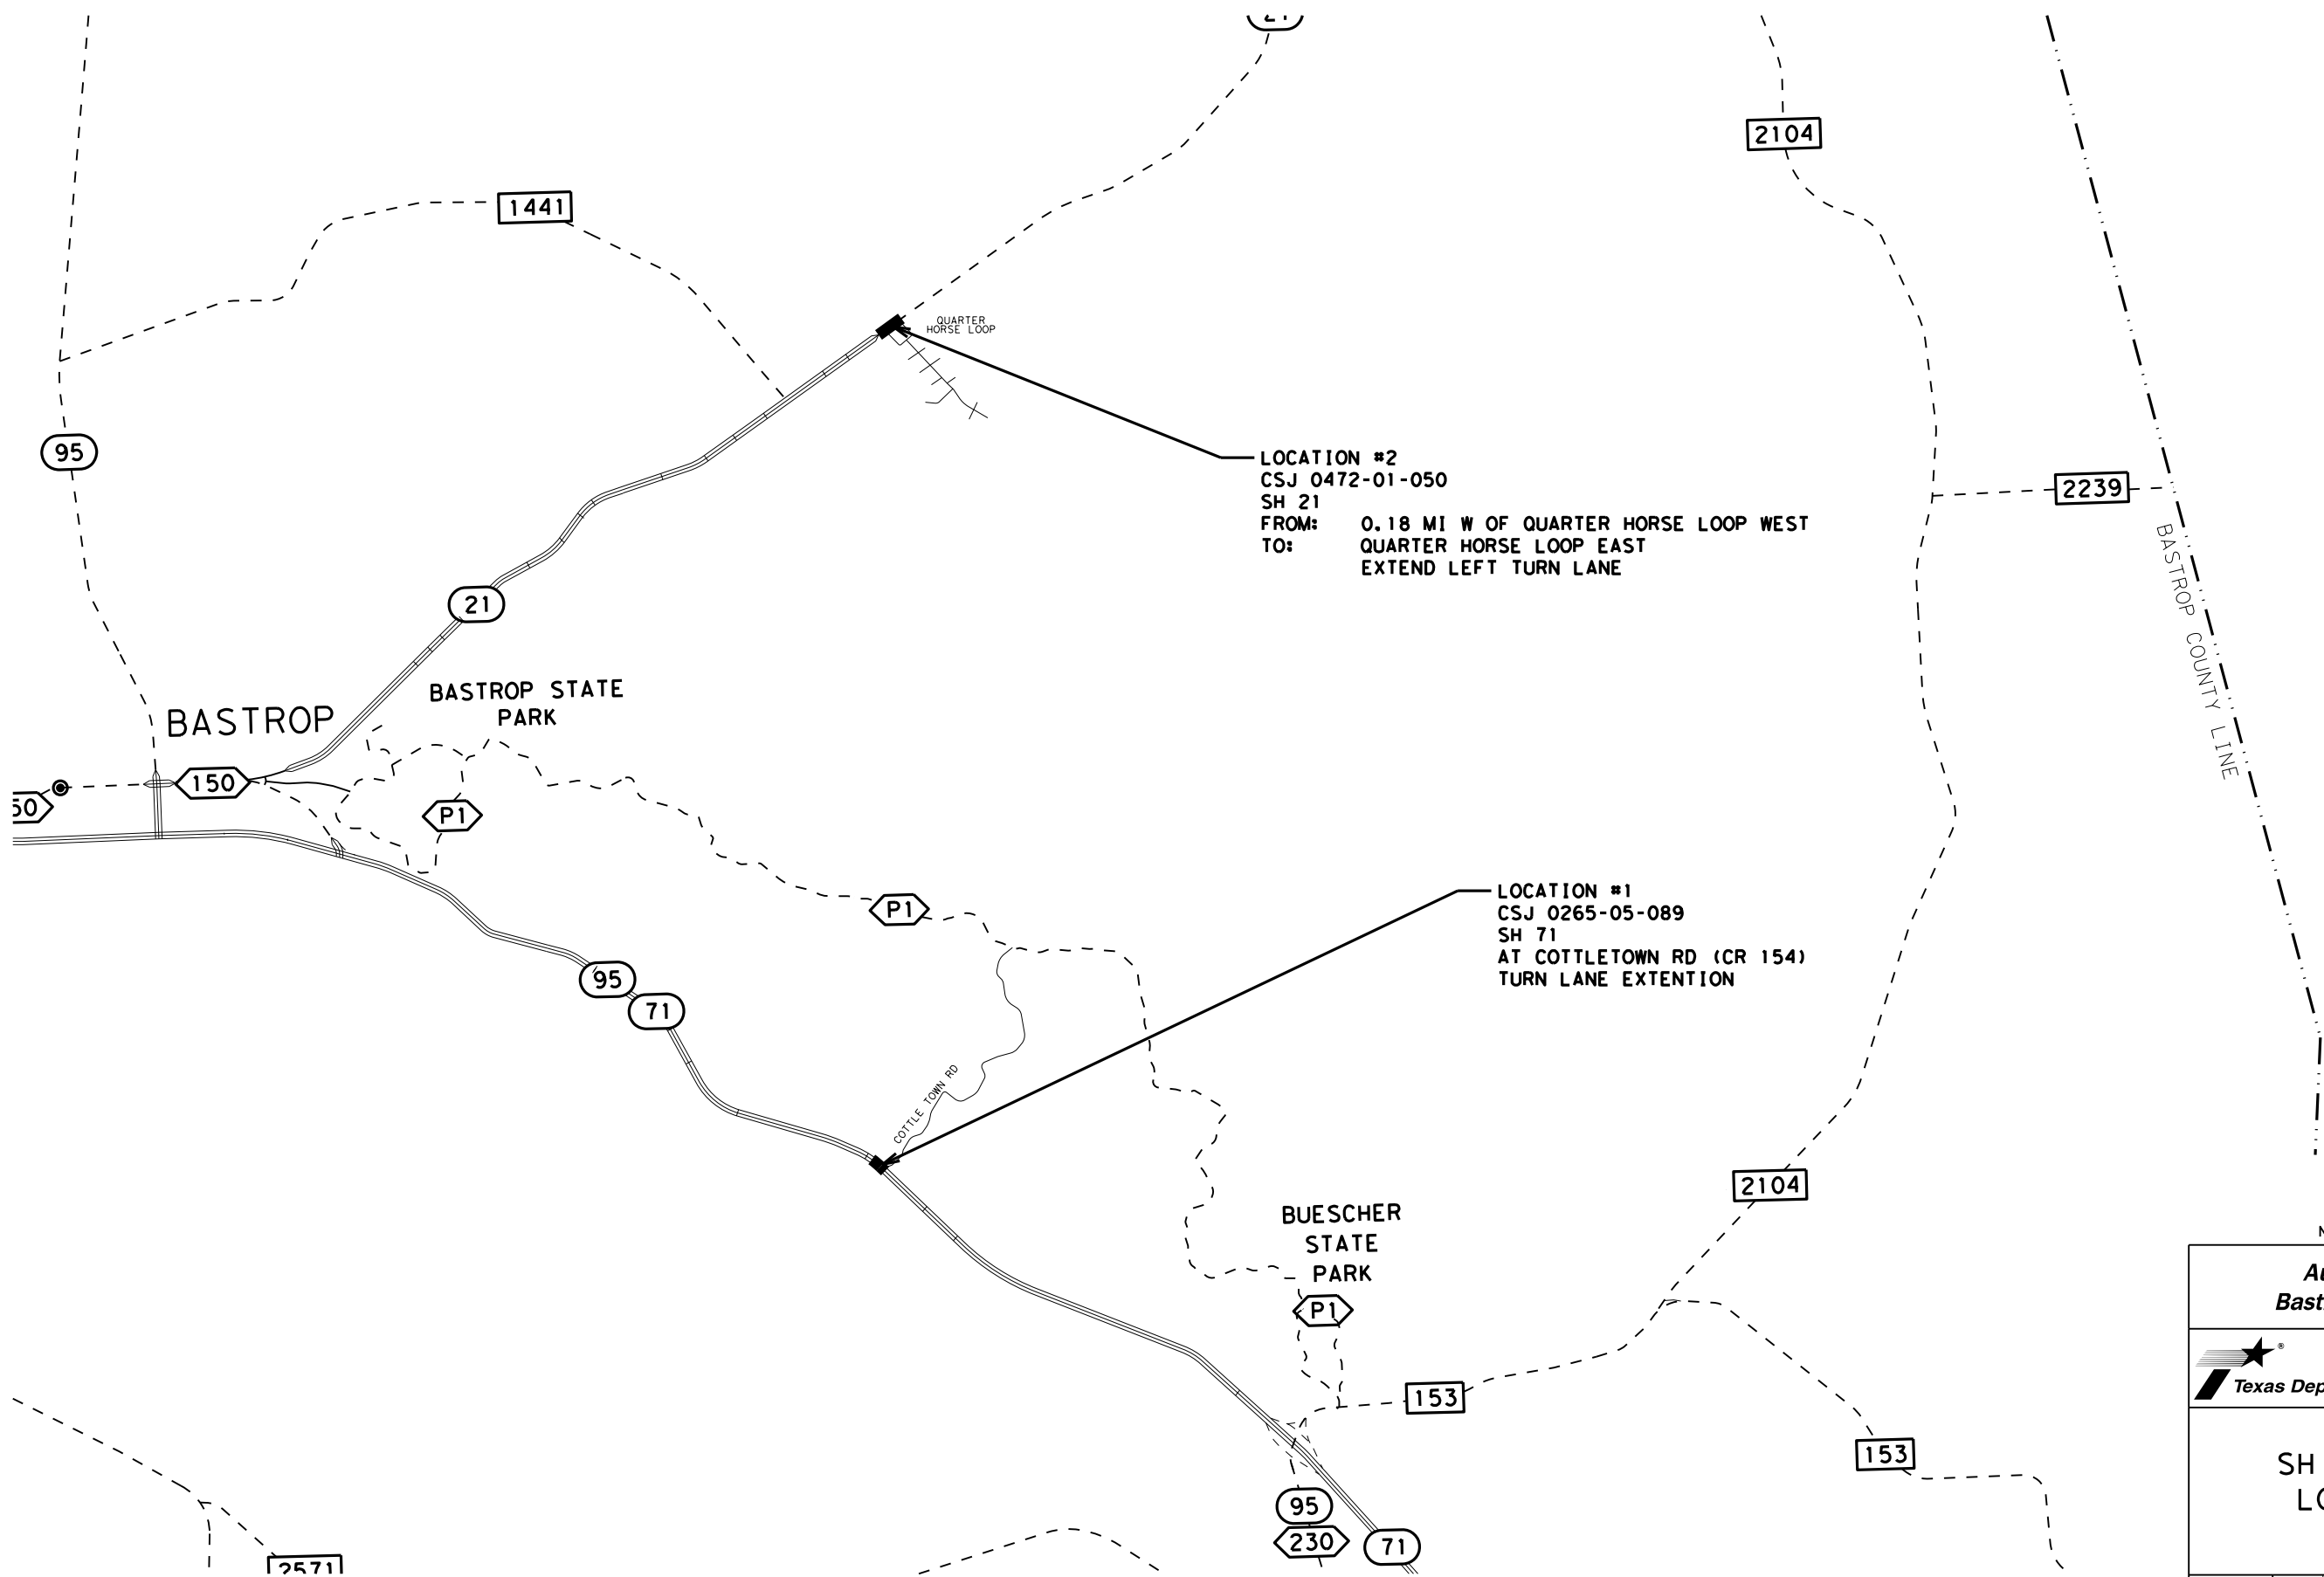 2104
1441
QUARTER
HORSE LOOP
95
LOCATION #2
CSJ 0472-01-050
SH 21
FROM: 0.18 MI W OF QUARTER HORSE LOOP WEST
TO: QUARTER HORSE LOOP EAST
EXTEND LEFT TURN LANE
2239
BASTROP COUNTY LINE
21
BASTROP STATE
PARK
BASTROP
150
50
P1
P1
LOCATION #1
CSJ 0265-05-089
SH 71
AT COTTLETOWN RD (CR 154)
TURN LANE EXTENTION
95
71
COTTLE TOWN RD
2104
BUESCHER
STATE
PARK
P1
153
153
95
230
71
2571
Texas Dep
SH